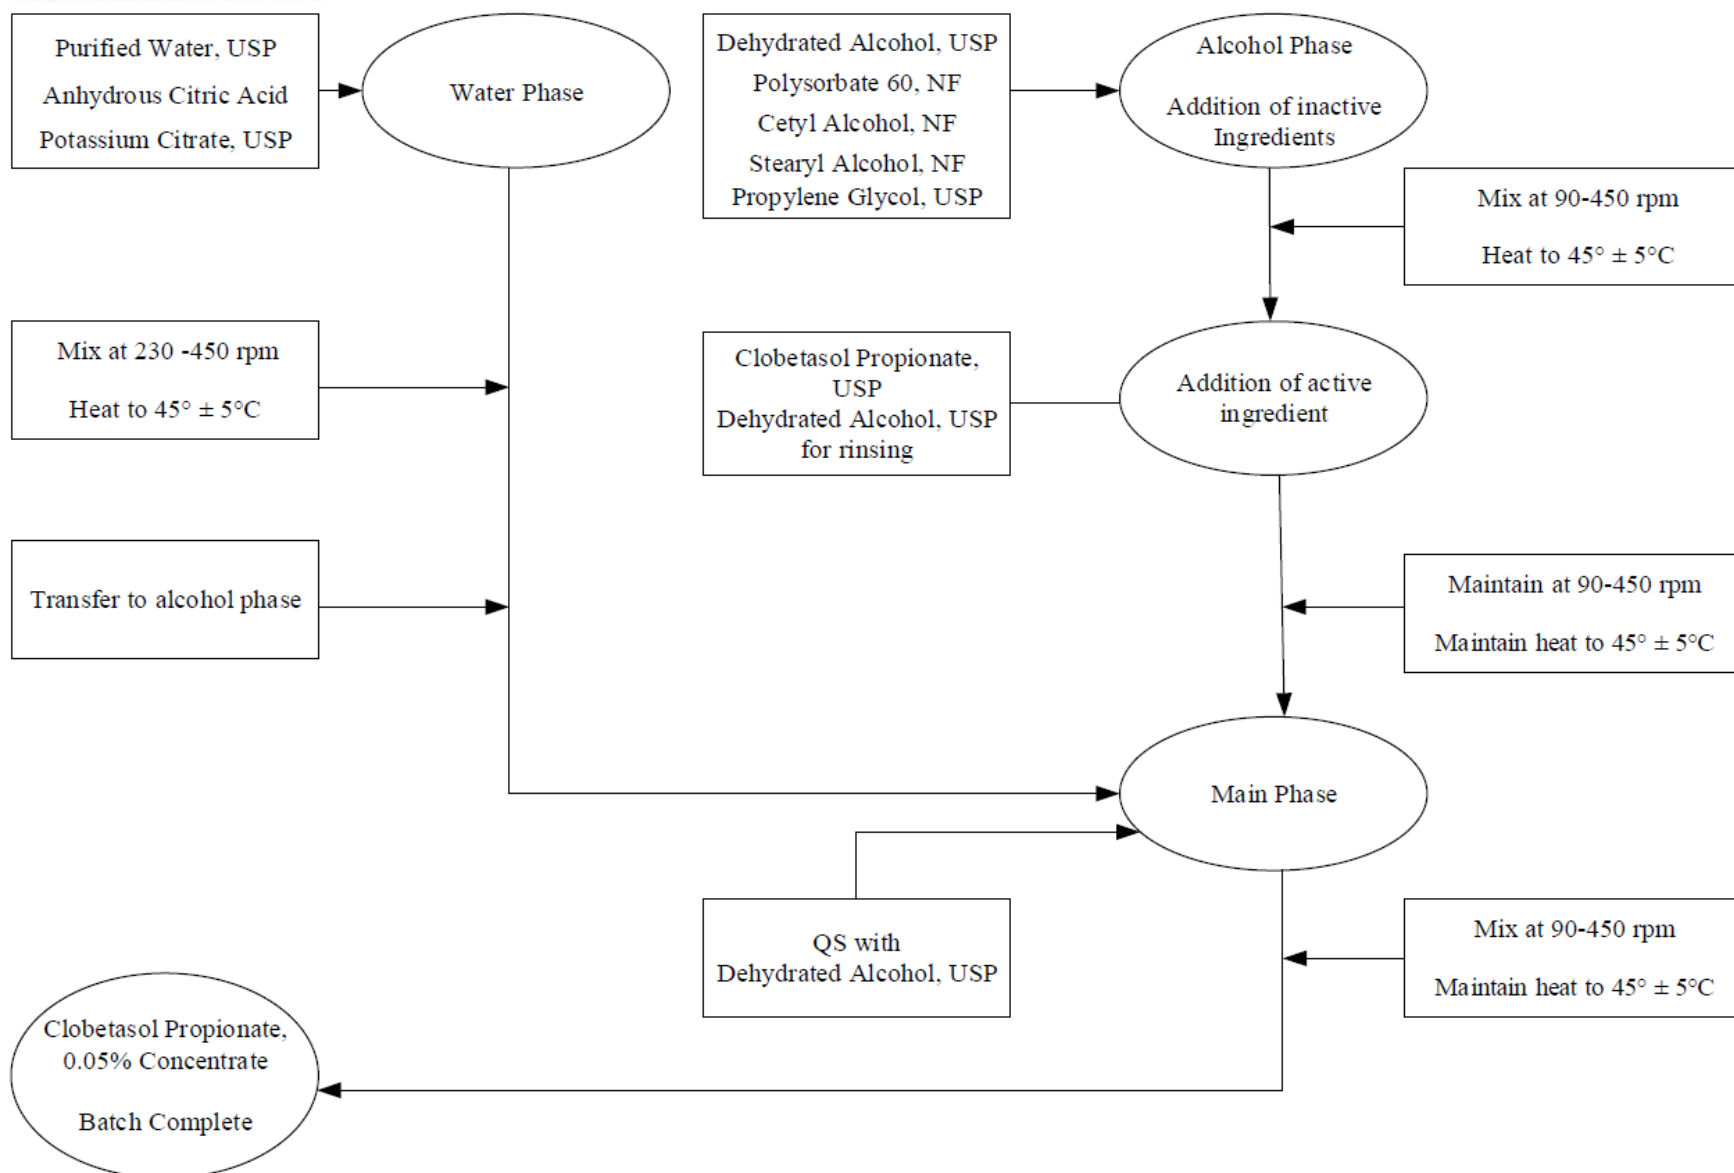 Purified Water, USP
Anhydrous Citric Acid
Potassium Citrate, USP
Water Phase
Dehydrated Alcohol, USP
Polysorbate 60, NF
Cetyl Alcohol, NF
Stearyl Alcohol, NF
Propylene Glycol, USP
Alcohol Phase
Addition of inactive
Ingredients
Mix at 90-450 rpm
Heat to 45° ± 5°C
Mix at 230 -450 rpm
Heat to 45° ± 5°C
Clobetasol Propionate,
USP
Dehydrated Alcohol, USP
for rinsing
Addition of active
ingredient
Transfer to alcohol phase
Maintain at 90-450 rpm
Maintain heat to 45° ± 5°C
Main Phase
QS with
Dehydrated Alcohol, USP
Mix at 90-450 rpm
Maintain heat to 45° ± 5°C
Clobetasol Propionate,
0.05% Concentrate
Batch Complete